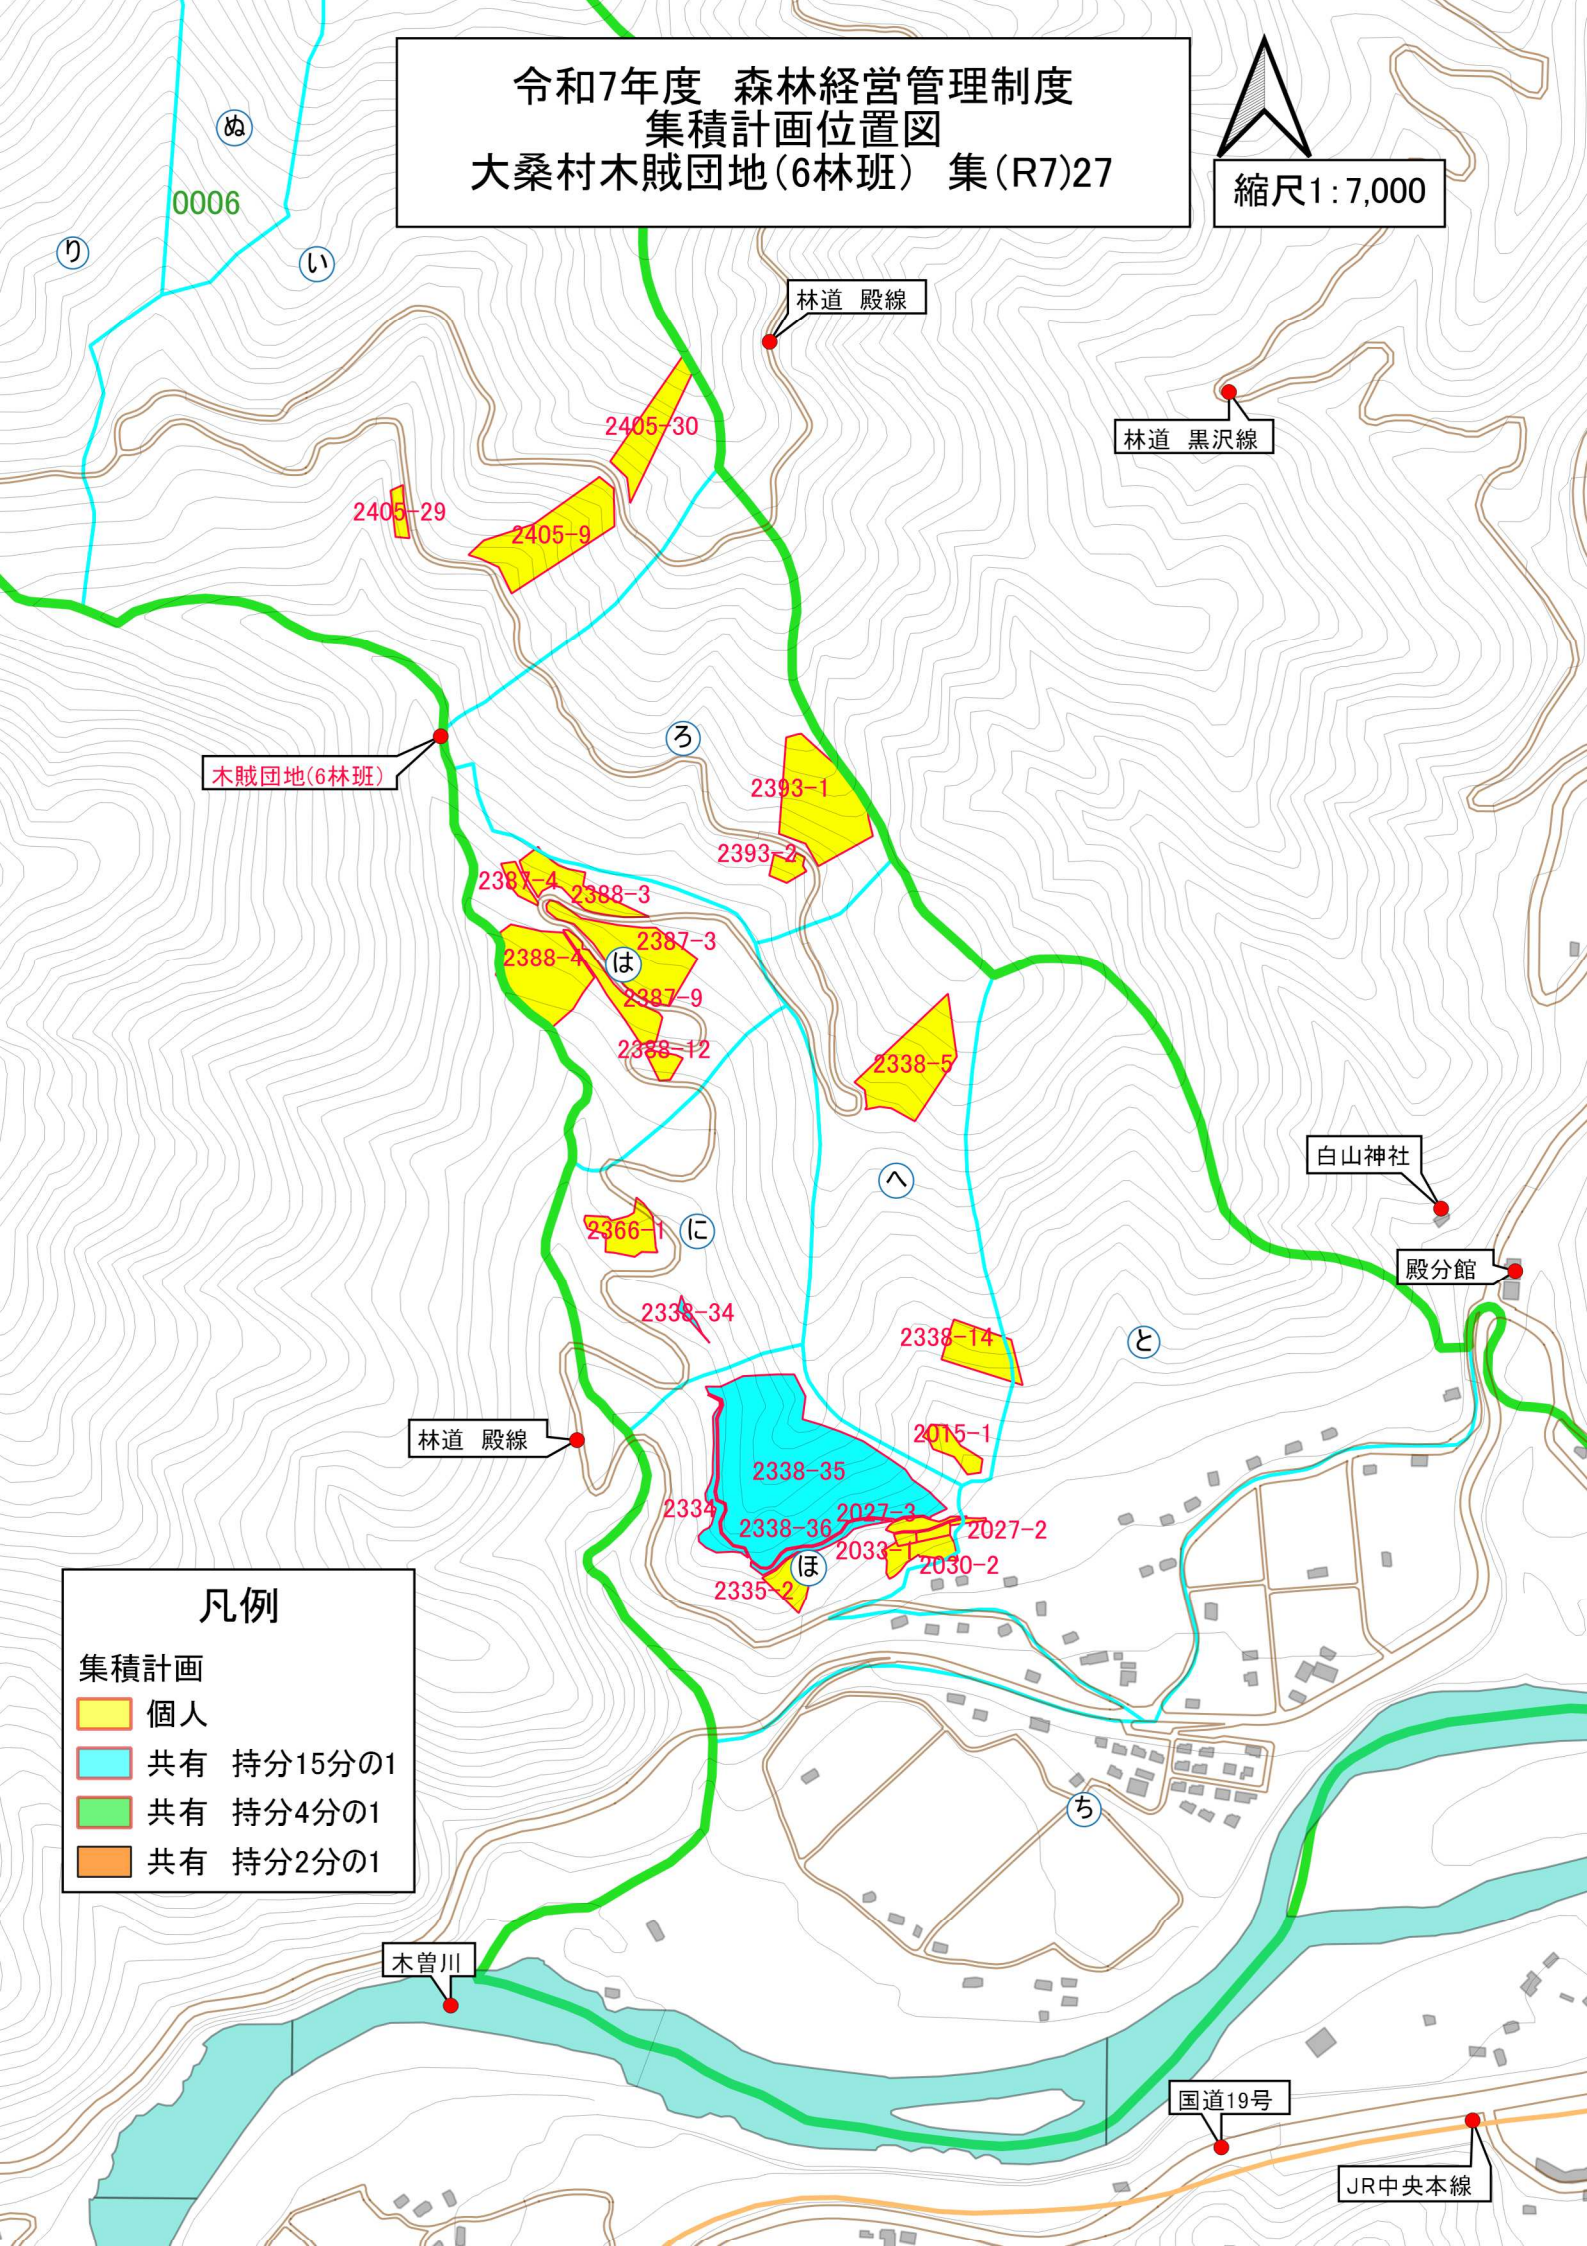 令和7年度　森林経営管理制度
集積計画位置図
大桑村木賊団地(6林班)　集(R7)27
縮尺1:7,000
ぬ
0006
り
い
林道　殿線
林道　黒沢線
2405-30
2405-29
2405-9
ろ
木賊団地(6林班)
2393-1
2393-2
2387-4
2388-3
2387-3
2388-4
は
2387-9
2388-12
2338-5
白山神社
へ
2366-1
に
殿分館
2338-34
2338-14
と
林道　殿線
2015-1
2338-35
2334
2027-3
2338-36
2027-2
2033-1
2030-2
ほ
2335-2
凡例
集積計画
個人
共有　持分15分の1
共有　持分4分の1
共有　持分2分の1
ち
木曽川
国道19号
JR中央本線